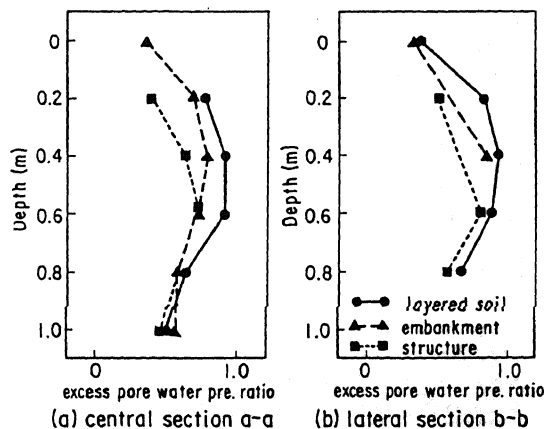 0
0.2
0.4
0.6
0.8
1.0
Depth (m)
0
1.0
excess pore water pre. ratio
(a) central section a-a
0
0.2
0.4
0.6
0.8
1.0
Depth (m)
layered soil
embankment
structure
0
1.0
excess pore water pre. ratio
(b) lateral section b-b